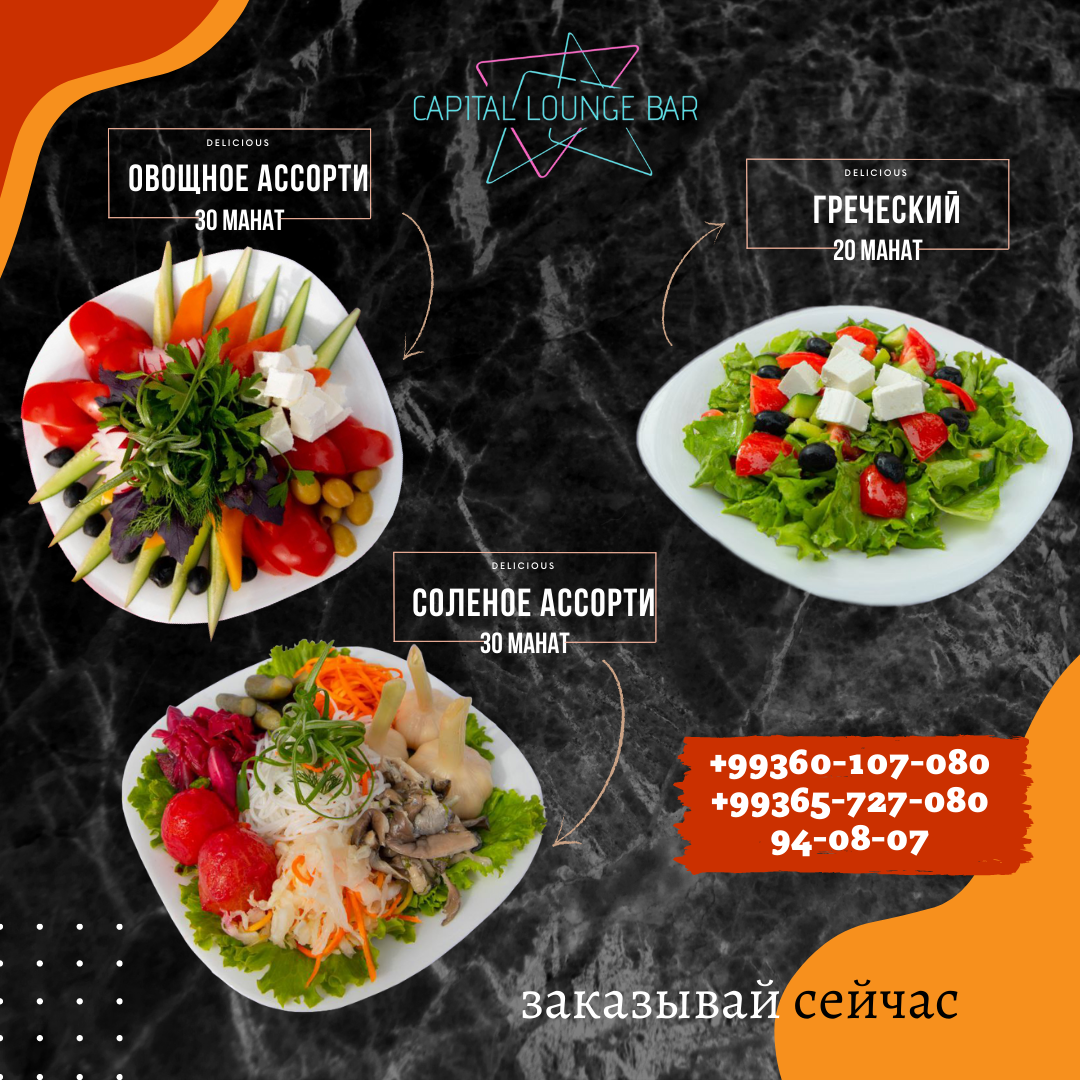 CAPITAL LOUNGE BAR
DELICIOUS
ОВОЩНОЕ АССОРТИ
30 МАНАТ
DELICIOUS
ГРЕЧЕСКИЙ
20 МАНАТ
DELICIOUS
СОЛЕНОЕ АССОРТИ
30 МАНАТ
+99360-107-080
+99365-727-080
94-08-07
заказывай сейчас